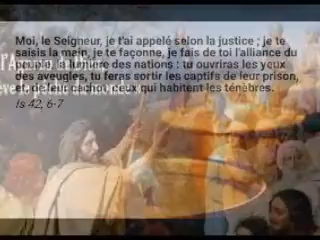 Moi, le Seigneur, je t'ai appelé selon la justice ; je te
saisis la main, je te façonne, je fais de toi l'alliance du
peuple, la lumière des nations : tu ouvriras les yeux
des aveugles, tu feras sortir les captifs de leur prison,
et, de leur cachot, ceux qui habitent les ténèbres.
Is 42, 6-7